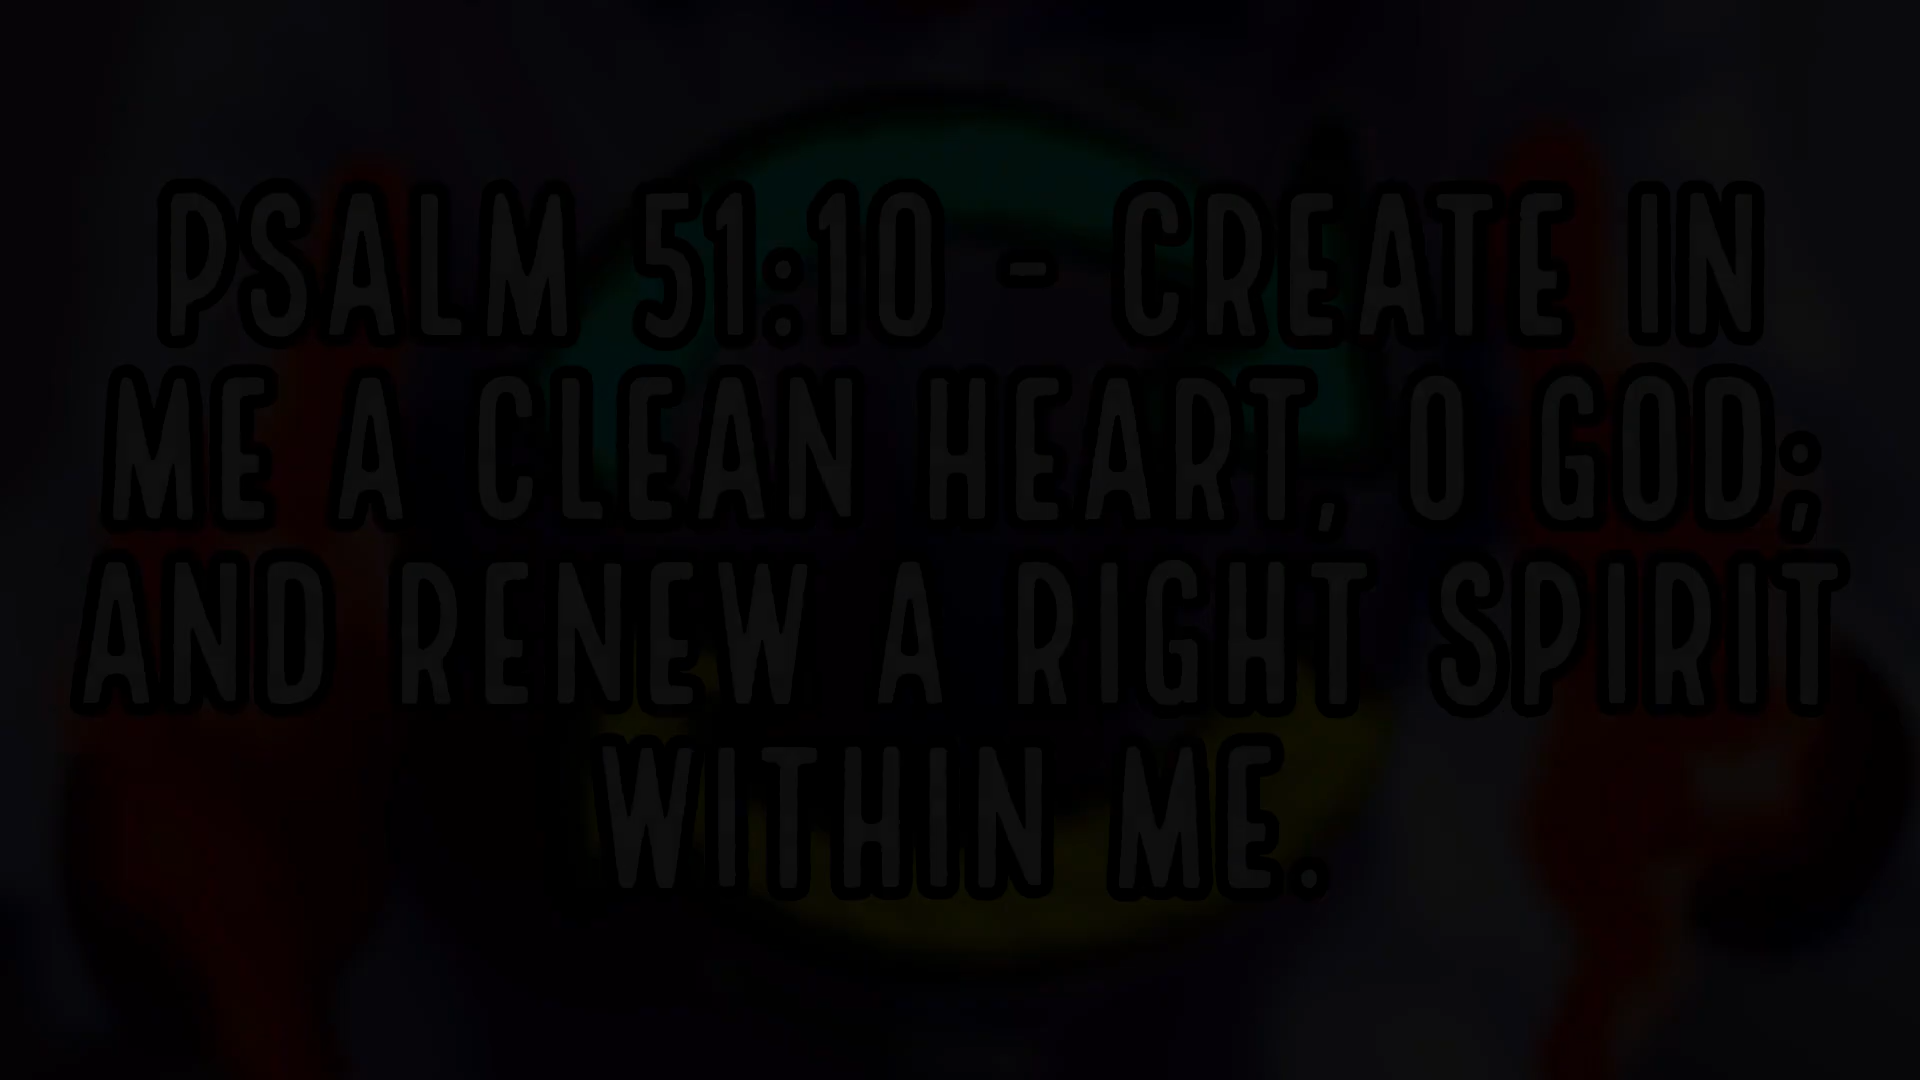 PSALM 51:10 - CREATE IN
ME A CLEAN HEART, O GOD;
AND RENEW A RIGHT SPIRIT
WITHIN ME.